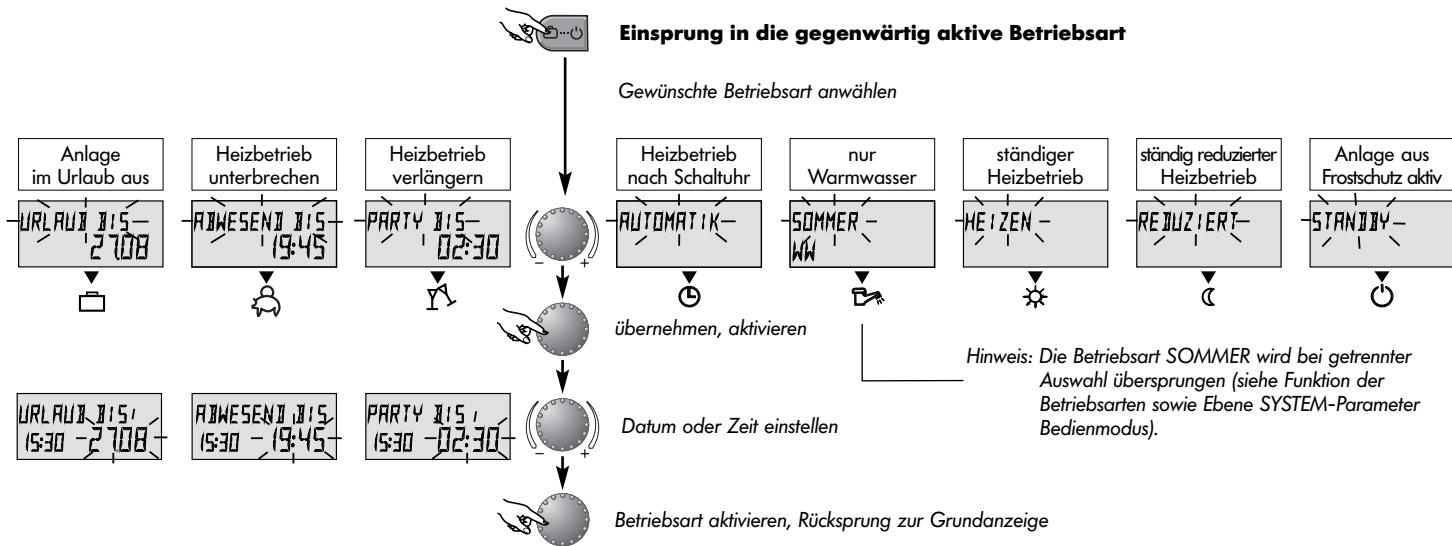 Einsprung in die gegenwärtig aktive Betriebsart
Gewünschte Betriebsart anwählen
Anlage
im Urlaub aus
Heizbetrieb
unterbrechen
Heizbetrieb
verlängern
Heizbetrieb
nach Schaltuhr
nur
Warmwasser
ständiger
Heizbetrieb
ständig reduzierter
Heizbetrieb
Anlage aus
Frostschutz aktiv
URLAUB BIS
27.08
ABWESEND BIS
19:45
PARTY BIS
02:30
- +
AUTOMATIK
SOMMER
WW
HEIZEN
REDUZIERT
STANDBY
übernehmen, aktivieren
Hinweis: Die Betriebsart SOMMER wird bei getrennter
Auswahl übersprungen (siehe Funktion der
Betriebsarten sowie Ebene SYSTEM-Parameter
Bedienmodus).
URLAUB BIS
15:30 27.08
ABWESEND BIS
15:30 19:45
PARTY BIS
15:30 02:30
- +
Datum oder Zeit einstellen
Betriebsart aktivieren, Rücksprung zur Grundanzeige